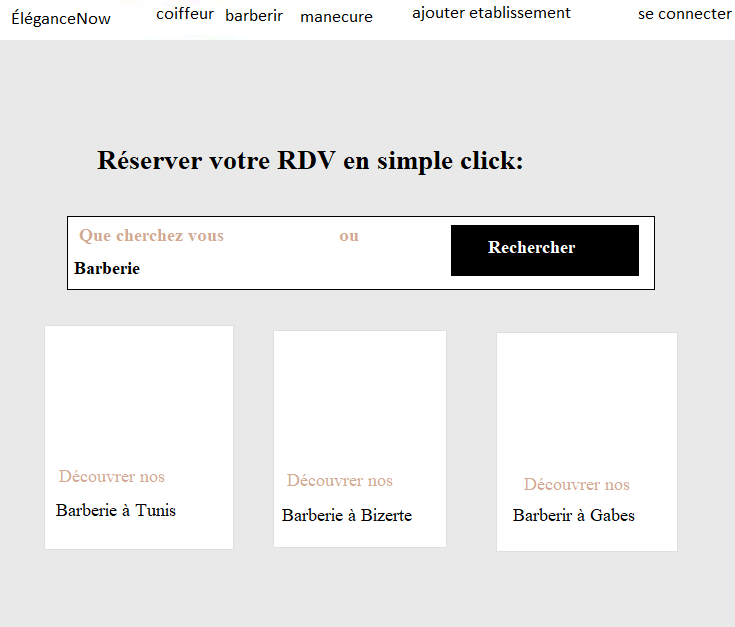 ÉléganceNow coiffeur barberir manecure ajouter etablissement se connecter
Réserver votre RDV en simple click:
Que cherchez vous ou Rechercher
Barberie
Découvrer nos
Barberie à Tunis
Découvrer nos
Barberie à Bizerte
Découvrer nos
Barberir à Gabes